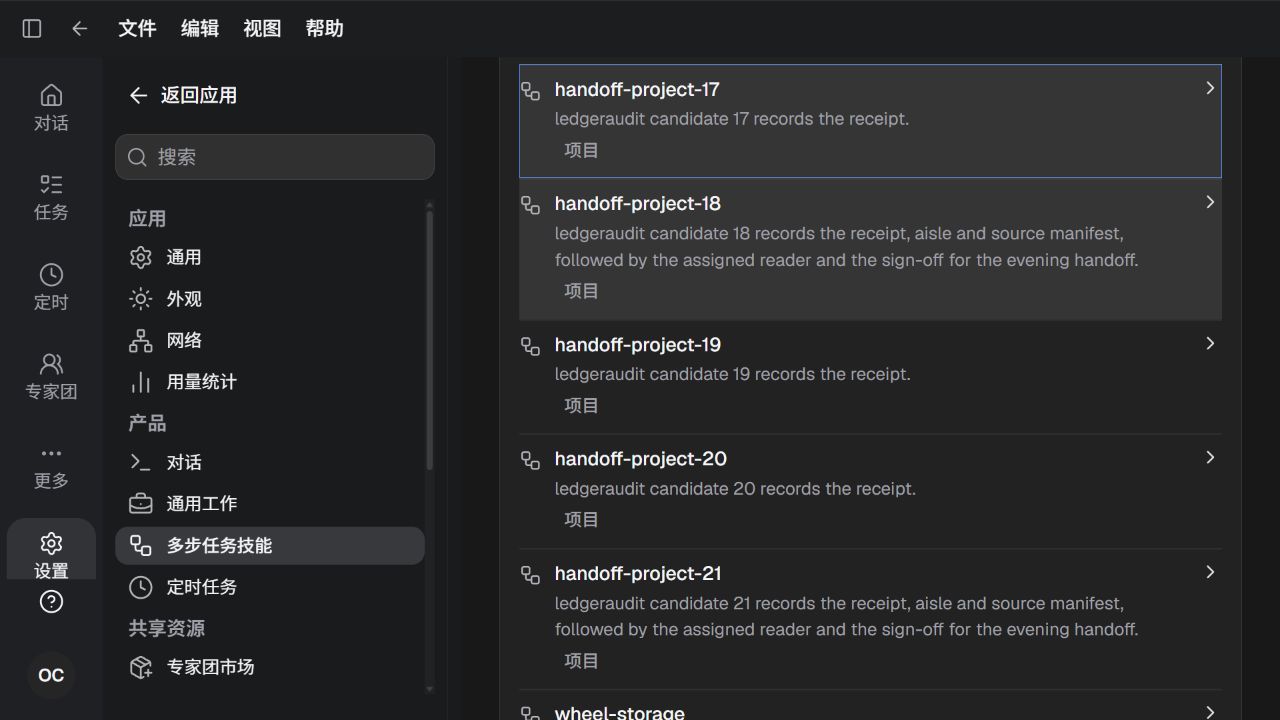 文件 编辑 视图 帮助
对话
任务
定时
专家团
更多
设置
OC
返回应用
搜索
应用
通用
外观
网络
用量统计
产品
对话
通用工作
多步任务技能
定时任务
共享资源
专家团市场
handoff-project-17
ledgeraudit candidate 17 records the receipt.
项目
handoff-project-18
ledgeraudit candidate 18 records the receipt, aisle and source manifest,
followed by the assigned reader and the sign-off for the evening handoff.
项目
handoff-project-19
ledgeraudit candidate 19 records the receipt.
项目
handoff-project-20
ledgeraudit candidate 20 records the receipt.
项目
handoff-project-21
ledgeraudit candidate 21 records the receipt, aisle and source manifest,
followed by the assigned reader and the sign-off for the evening handoff.
项目
wheel-storage